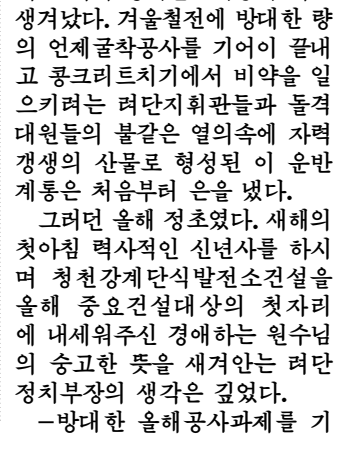 생겨났다. 겨울철전에 방대한 량
의 언제굴착공사를 기어이 끝내
고 콩크리트치기에서 비약을 일
으키려는 려단지휘관들과 돌격
대원들의 불같은 열의속에 자력
갱생의 산물로 형성된 이 운반
계통은 처음부터 은을 냈다.
그러던 올해 정초였다. 새해의
첫아침 력사적인 신년사를 하시
며 청천강계단식발전소건설을
올해 중요건설대상의 첫자리
에 내세워주신 경애하는 원수님
의 숭고한 뜻을 새겨안는 려단
정치부장의 생각은 깊었다.
－방대한 올해공사과제를 기